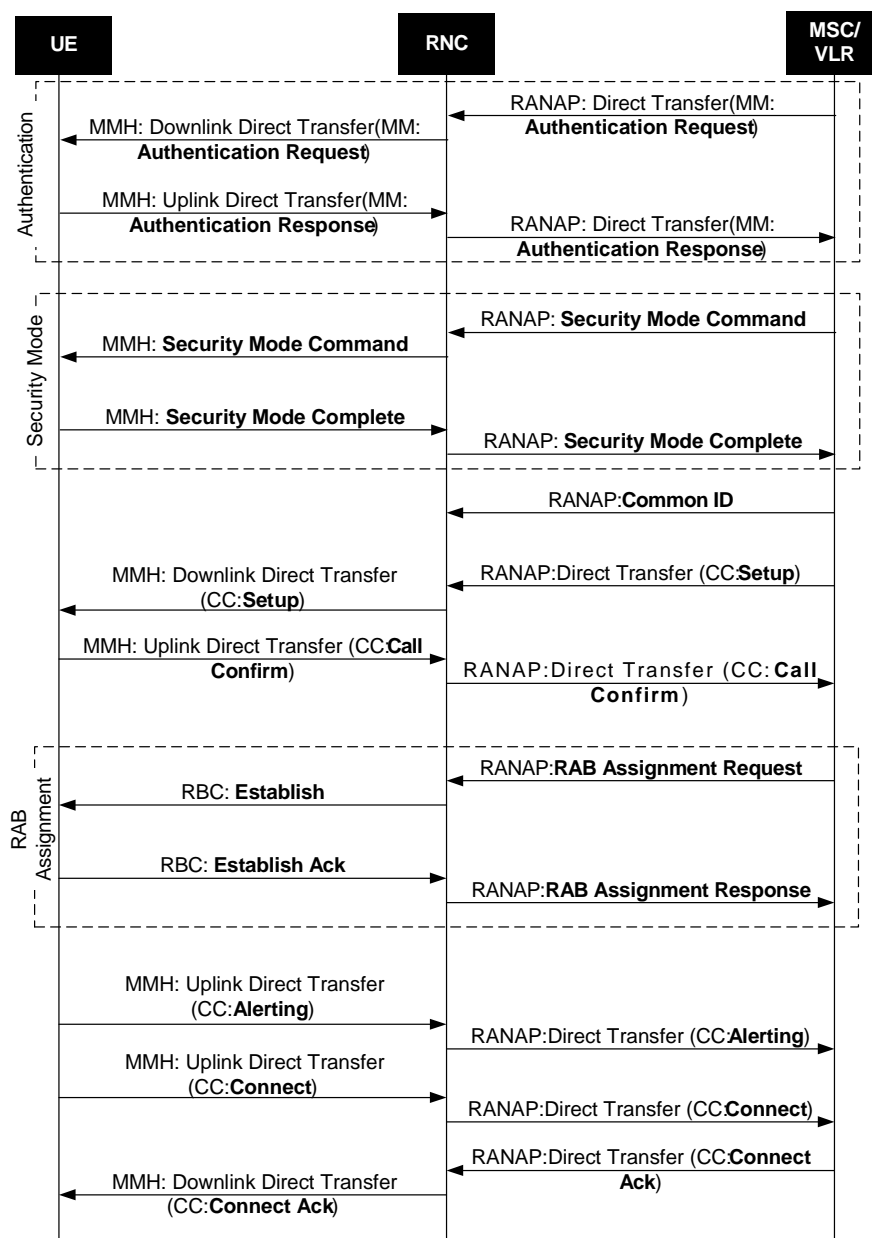 UE
RNC
MSC/
VLR
Authentication
RANAP: Direct Transfer(MM:
Authentication Request)
MMH: Downlink Direct Transfer(MM:
Authentication Request)
MMH: Uplink Direct Transfer(MM:
Authentication Response)
RANAP: Direct Transfer(MM:
Authentication Response)
Security Mode
RANAP: Security Mode Command
MMH: Security Mode Command
MMH: Security Mode Complete
RANAP: Security Mode Complete
RANAP:Common ID
RANAP:Direct Transfer (CC:Setup)
MMH: Downlink Direct Transfer
(CC:Setup)
MMH: Uplink Direct Transfer (CC:Call
Confirm)
RANAP:Direct Transfer (CC: Call
Confirm)
RAB
Assignment
RANAP:RAB Assignment Request
RBC: Establish
RBC: Establish Ack
RANAP:RAB Assignment Response
MMH: Uplink Direct Transfer
(CC:Alerting)
RANAP:Direct Transfer (CC:Alerting)
MMH: Uplink Direct Transfer
(CC:Connect)
RANAP:Direct Transfer (CC:Connect)
RANAP:Direct Transfer (CC:Connect
Ack)
MMH: Downlink Direct Transfer
(CC:Connect Ack)